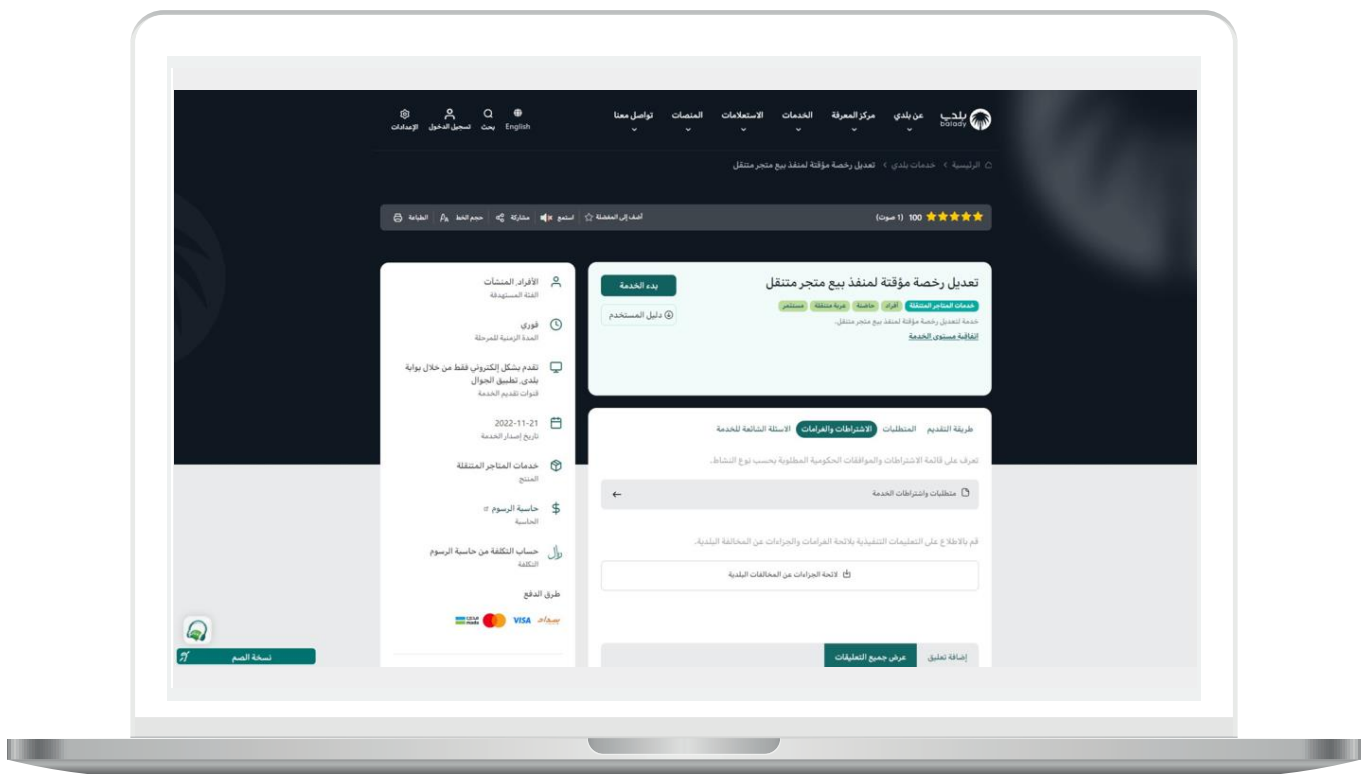 بلدي
balady
عن بلدي
مركز المعرفة
الخدمات
الاستعلامات
المنصات
تواصل معنا
English
بحث
تسجيل الدخول
الإعدادات
الرئيسية > خدمات بلدي > تعديل رخصة مؤقتة لمنفذ بيع متجر متنقل
100 (1 صوت)
أضف إلى المفضلة
استمع
مشاركة
حجم الخط
الطباعة
تعديل رخصة مؤقتة لمنفذ بيع متجر متنقل
خدمات المتاجر المتنقلة
أفراد
حاضنة
عربة متنقلة
مستثمر
خدمة لتعديل رخصة مؤقتة لمنفذ بيع متجر متنقل.
اتفاقية مستوى الخدمة
بدء الخدمة
دليل المستخدم
طريقة التقديم
المتطلبات
الاشتراطات والغرامات
الاسئلة الشائعة للخدمة
تعرف على قائمة الاشتراطات والموافقات الحكومية المطلوبة بحسب نوع النشاط.
متطلبات واشتراطات الخدمة
قم بالاطلاع على التعليمات التنفيذية بلائحة الغرامات والجزاءات عن المخالفة البلدية.
لائحة الجزاءات عن المخالفات البلدية
إضافة تعليق
عرض جميع التعليقات
الأفراد, المنشآت
الفئة المستهدفة
فوري
المدة الزمنية للمرحلة
تقدم بشكل إلكتروني فقط من خلال بوابة
بلدي, تطبيق الجوال
قنوات تقديم الخدمة
2022-11-21
تاريخ إصدار الخدمة
خدمات المتاجر المتنقلة
المنتج
حاسبة الرسوم
الحاسبة
حساب التكلفة من حاسبة الرسوم
التكلفة
طرق الدفع
سداد
VISA
مدى
mada
نسخة الصم